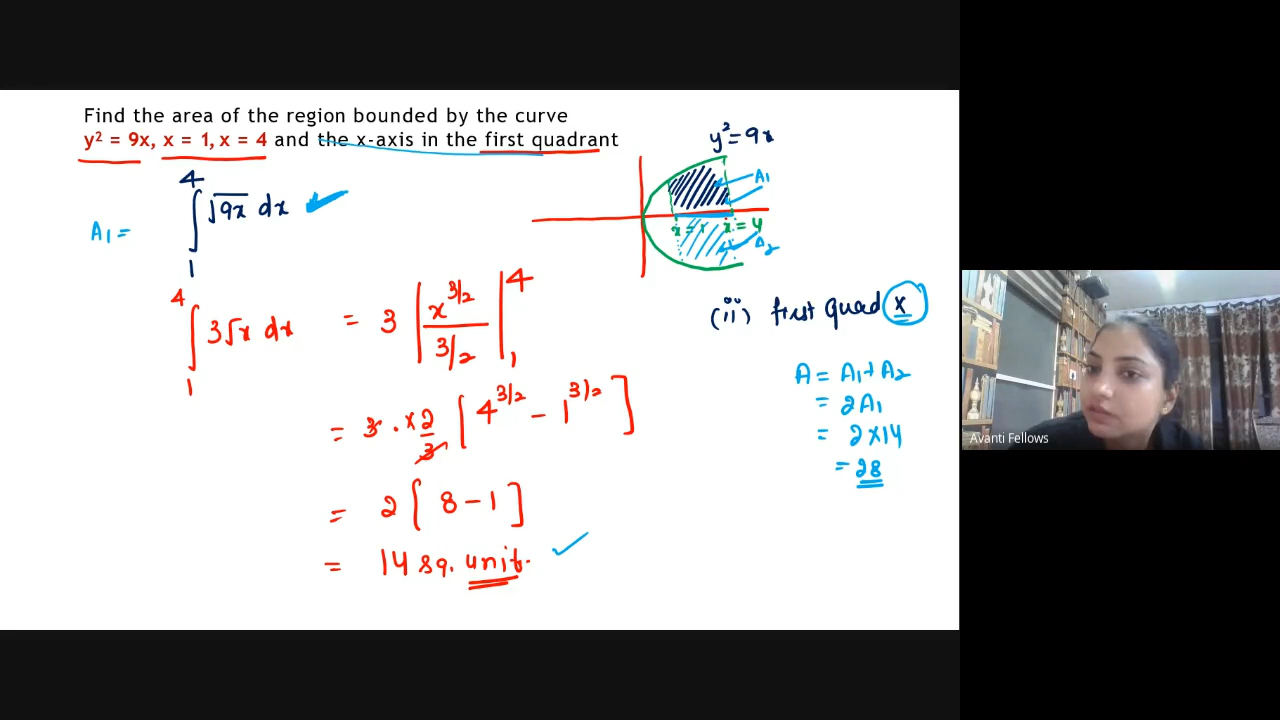 Find the area of the region bounded by the curve
y² = 9x, x = 1, x = 4 and the x-axis in the first quadrant
y² = 9x
A₁
x = 4
A₂
A₁ = ∫₁⁴ √9x dx
∫₁⁴ 3√x dx = 3 | x^3/2 / 3/2 |₁⁴
= 3 . × 2/3 [ 4^3/2 − 1^3/2 ]
= 2 [ 8 − 1 ]
= 14 sq. unit.
(ii) first Quad x
A = A₁ + A₂
= 2A₁
= 2 × 14
= 28
Avanti Fellows